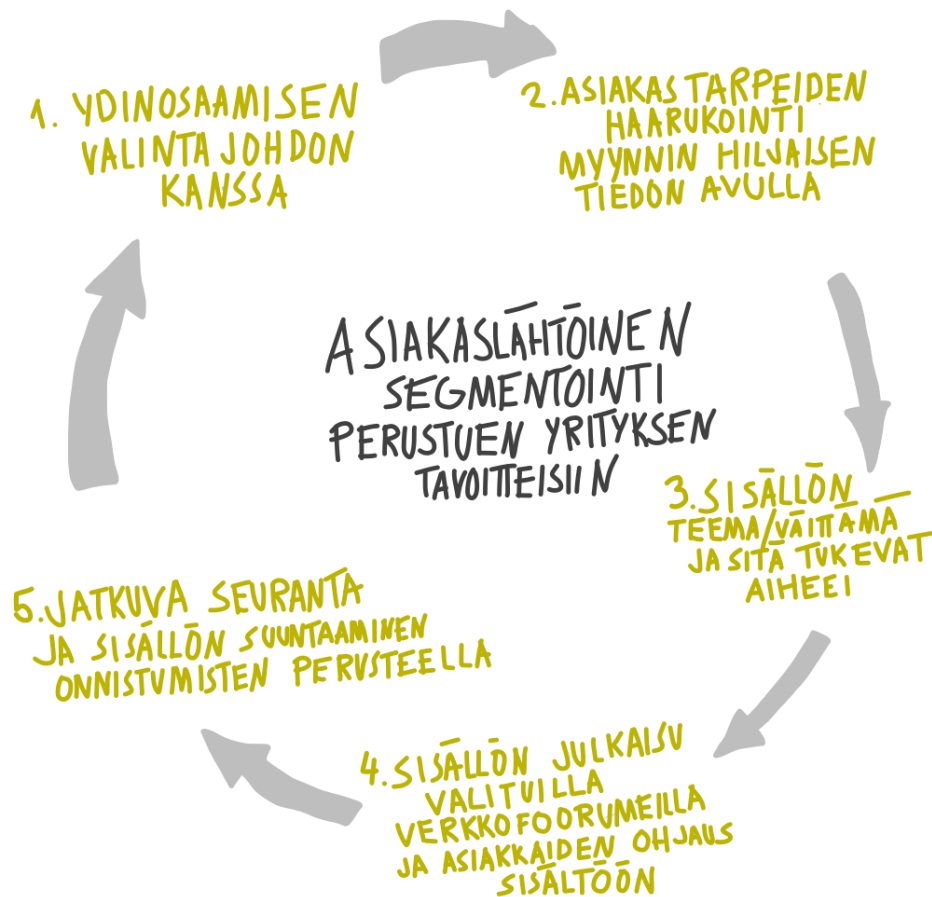 1. YDINOSAAMISEN
VALINTA JOHDON
KANSSA
2. ASIAKASTARPEIDEN
HAARUKOINTI
MYYNNIN HILJAISEN
TIEDON AVULLA
ASIAKASLÄHTÖINEN
SEGMENTOINTI
PERUSTUEN YRITYKSEN
TAVOITTEISIIN
3. SISÄLLÖN
TEEMA/VÄITTÄMÄ
JA SITÄ TUKEVAT
AIHEEI
4. SISÄLLÖN JULKAISU
VALITUILLA
VERKKOFOORUMEILLA
JA ASIAKKAIDEN OHJAUS
SISÄLTÖÖN
5. JATKUVA SEURANTA
JA SISÄLLÖN SUUNTAAMINEN
ONNISTUMISTEN PERUSTEELLA